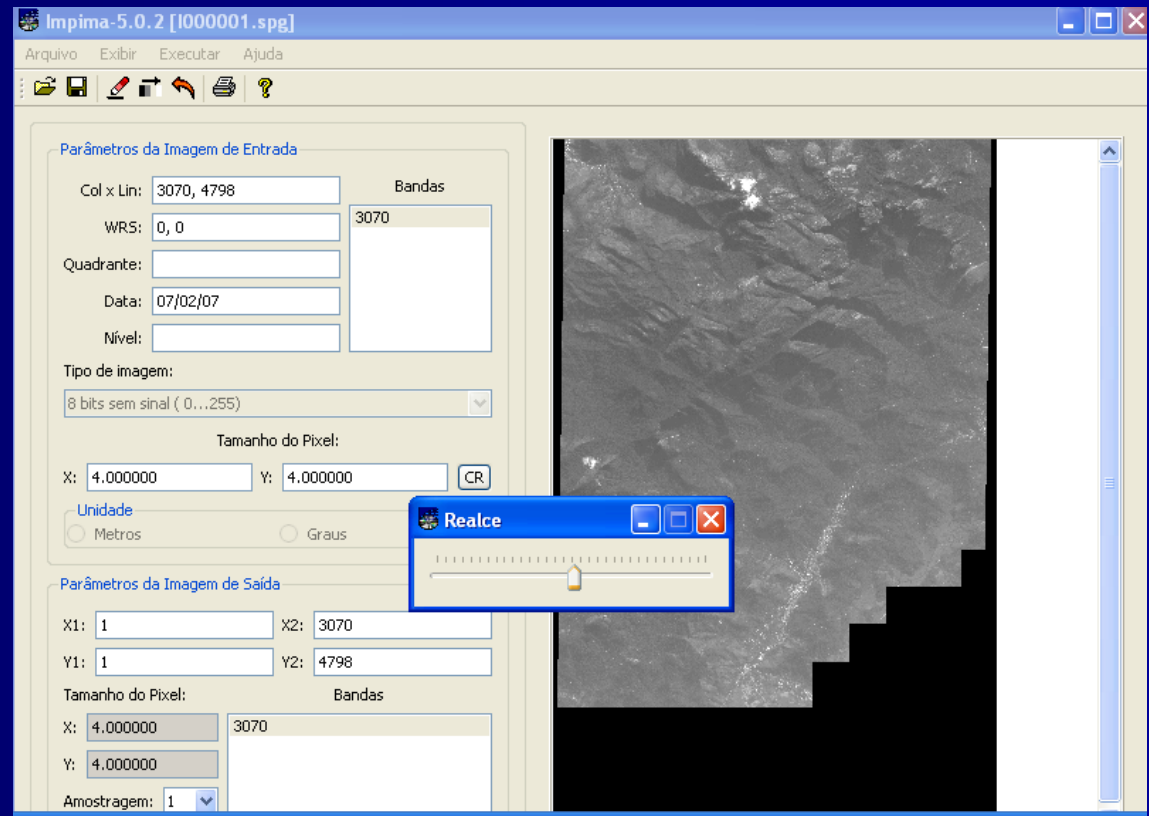 Impima-5.0.2 [I000001.spg]
Arquivo Exibir Executar Ajuda
Parâmetros da Imagem de Entrada
Col x Lin: 3070, 4798
Bandas
3070
WRS: 0, 0
Quadrante:
Data: 07/02/07
Nível:
Tipo de imagem:
8 bits sem sinal ( 0...255)
Tamanho do Pixel:
X: 4.000000 Y: 4.000000 CR
Unidade
Metros Graus
Realce
Parâmetros da Imagem de Saída
X1: 1 X2: 3070
Y1: 1 Y2: 4798
Tamanho do Pixel: Bandas
X: 4.000000 3070
Y: 4.000000
Amostragem: 1